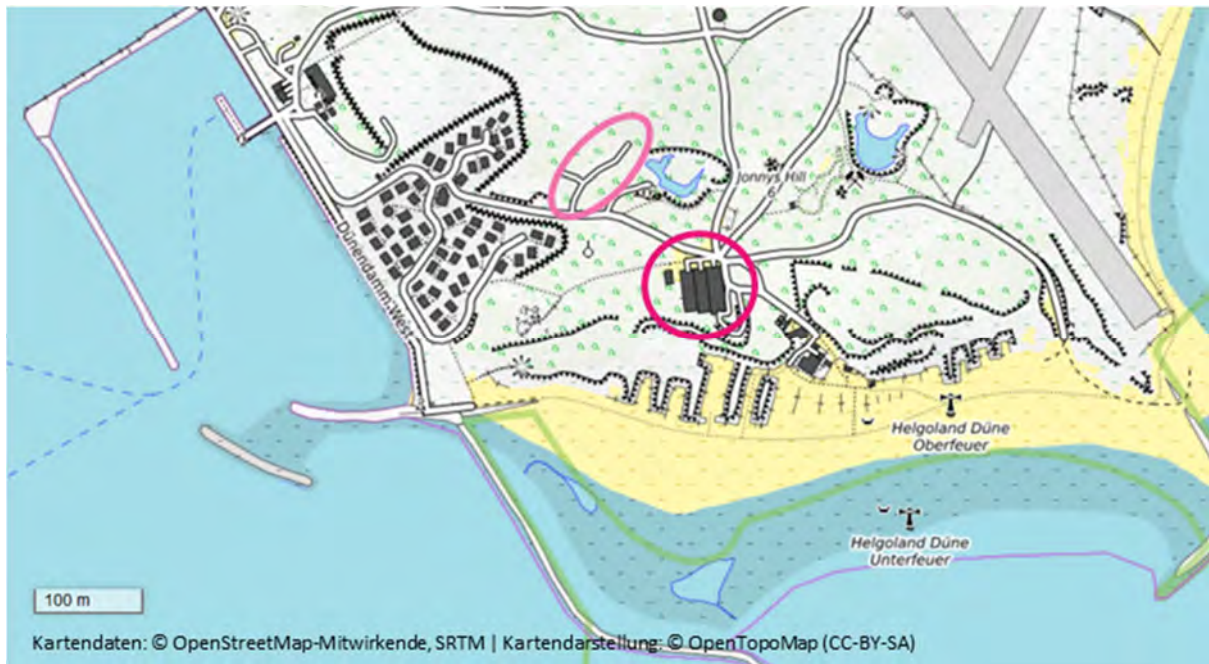 Jonnys Hill
6
Dünendamm-West
Helgoland Düne
Oberfeuer
Helgoland Düne
Unterfeuer
100 m
Kartendaten: © OpenStreetMap-Mitwirkende, SRTM | Kartendarstellung: © OpenTopoMap (CC-BY-SA)